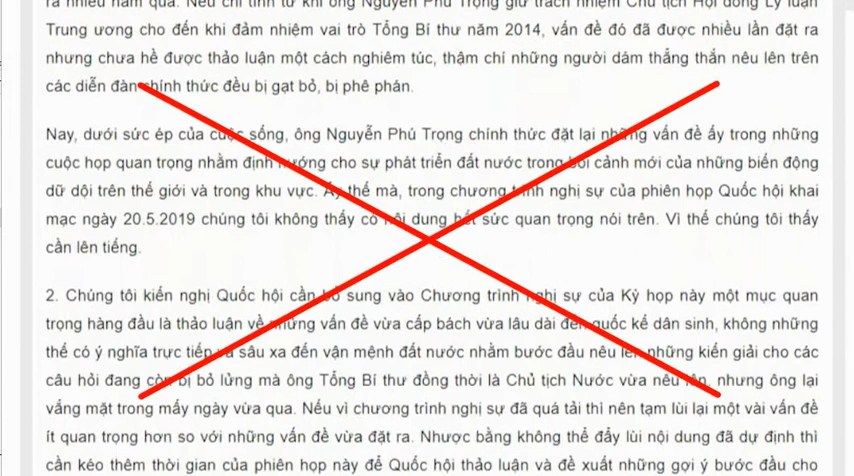 ra nhiều năm qua. Nếu chỉ tính từ khi ông Nguyễn Phú Trọng giữ trách nhiệm Chủ tịch Hội đồng Lý luận
Trung ương cho đến khi đảm nhiệm vai trò Tổng Bí thư năm 2014, vấn đề đó đã được nhiều lần đặt ra
nhưng chưa hề được thảo luận một cách nghiêm túc, thậm chí những người dám thẳng thắn nêu lên trên
các diễn đàn chính thức đều bị gạt bỏ, bị phê phán.
Nay, dưới sức ép của cuộc sống, ông Nguyễn Phú Trọng chính thức đặt lại những vấn đề ấy trong những
cuộc họp quan trọng nhằm định hướng cho sự phát triển đất nước trong bối cảnh mới của những biến động
dữ dội trên thế giới và trong khu vực. Ấy thế mà, trong chương trình nghị sự của phiên họp Quốc hội khai
mạc ngày 20.5.2019 chúng tôi không thấy có nội dung hết sức quan trọng nói trên. Vì thế chúng tôi thấy
cần lên tiếng.
2. Chúng tôi kiến nghị Quốc hội cần bổ sung vào Chương trình nghị sự của Kỳ họp này một mục quan
trọng hàng đầu là thảo luận về những vấn đề vừa cấp bách vừa lâu dài đến quốc kế dân sinh, không những
thế có ý nghĩa trực tiếp và sâu xa đến vận mệnh đất nước nhằm bước đầu nêu lên những kiến giải cho các
câu hỏi đang còn bị bỏ lửng mà ông Tổng Bí thư đồng thời là Chủ tịch Nước vừa nêu lên, nhưng ông lại
vắng mặt trong mấy ngày vừa qua. Nếu vì chương trình nghị sự đã quá tải thì nên tạm lùi lại một vài vấn đề
ít quan trọng hơn so với những vấn đề vừa đặt ra. Nhược bằng không thể đẩy lùi nội dung đã dự định thì
cần kéo thêm thời gian của phiên họp này để Quốc hội thảo luận và đề xuất những gợi ý bước đầu cho